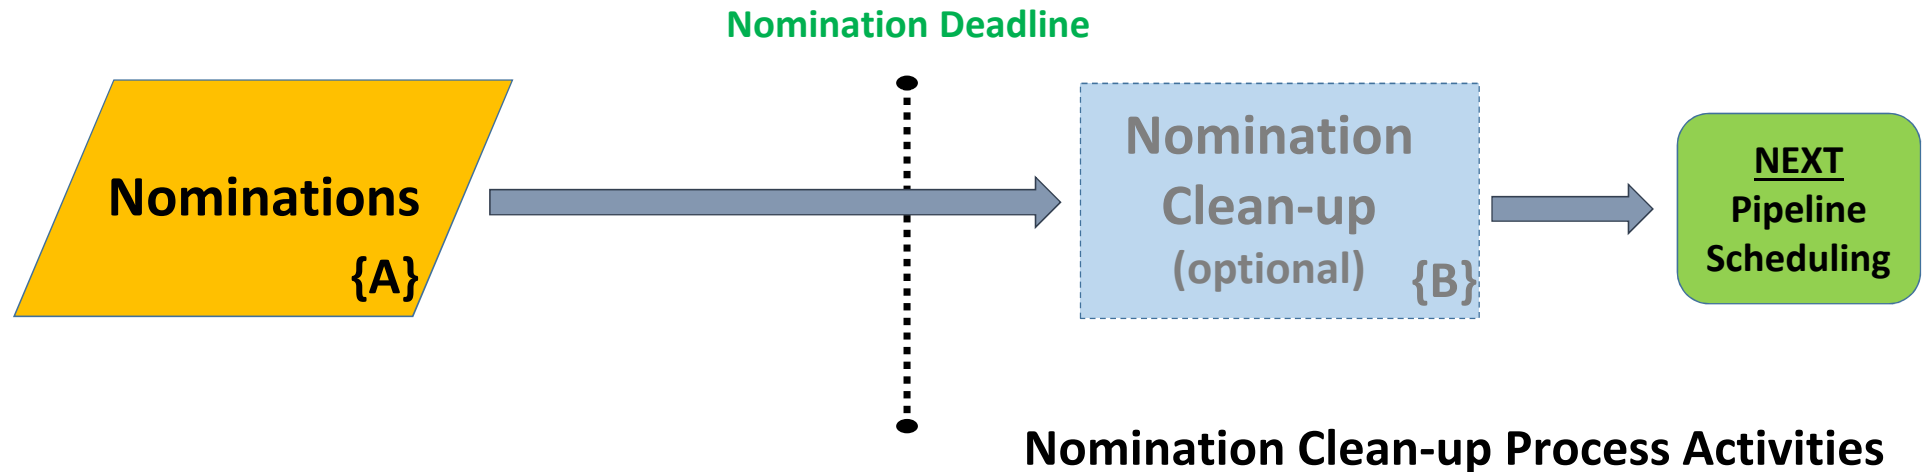 Nomination Deadline
Nominations
{A}
Nomination
Clean-up
(optional)
{B}
NEXT
Pipeline
Scheduling
Nomination Clean-up Process Activities